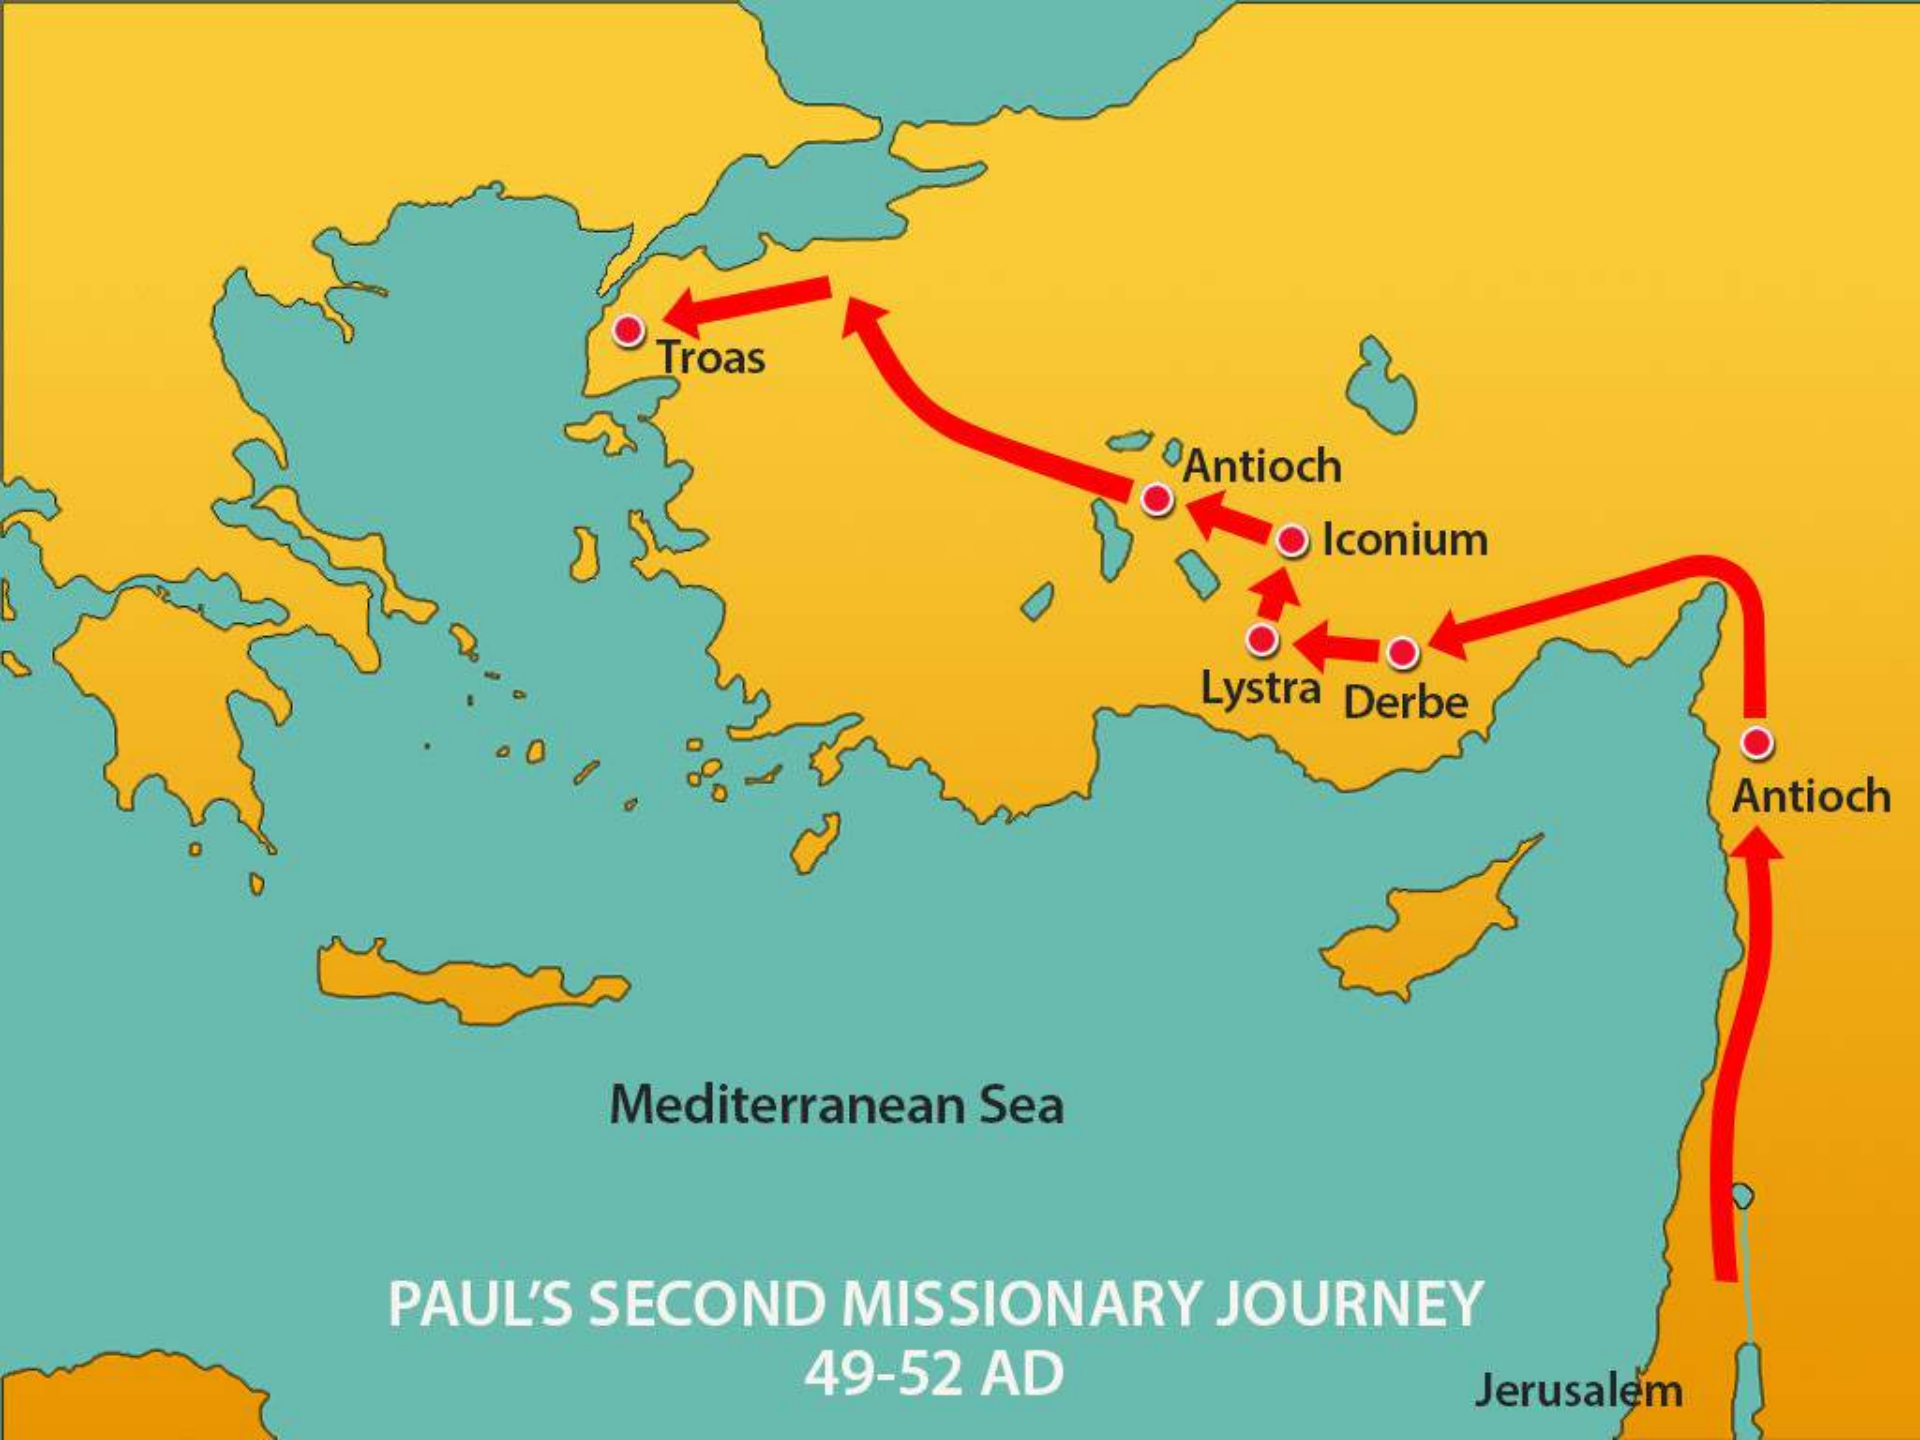 Troas
Antioch
Iconium
Lystra
Derbe
Antioch
Mediterranean Sea
PAUL'S SECOND MISSIONARY JOURNEY
49-52 AD
Jerusalem